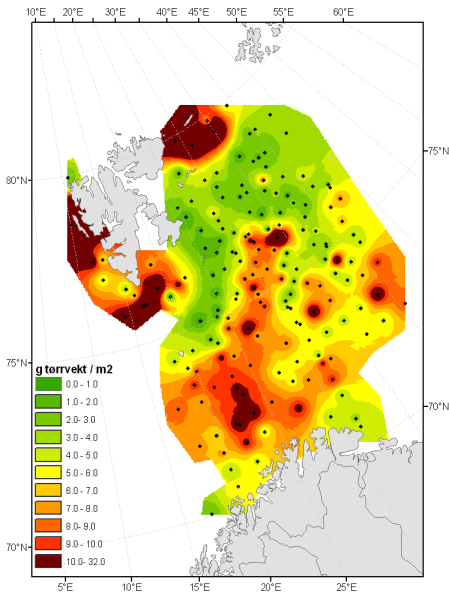 10°E 20°E 30°E 40°E 45°E 50°E 55°E 60°E
75°N
80°N
75°N
70°N
70°N
g tørrvekt / m2
0.0 - 1.0
1.0 - 2.0
2.0- 3.0
3.0 - 4.0
4.0 - 5.0
5.0 - 6.0
6.0 - 7.0
7.0 - 8.0
8.0- 9.0
9.0 - 10.0
10.0- 32.0
5°E 10°E 15°E 20°E 25°E